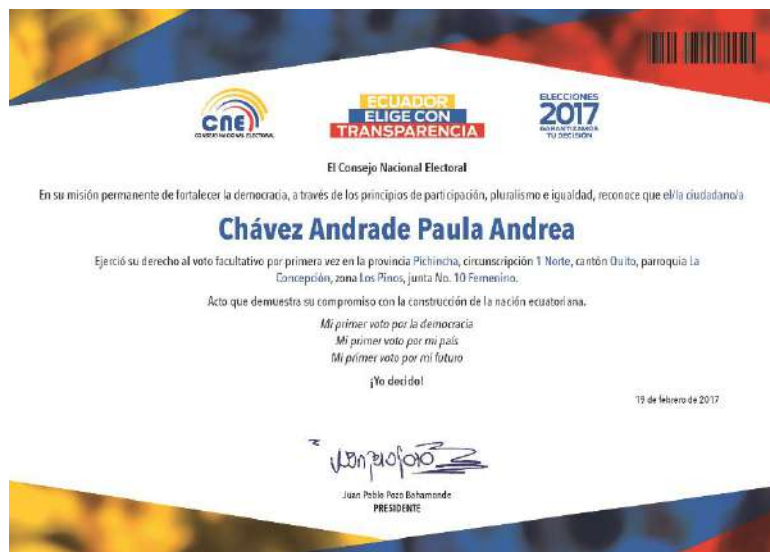 CNE
CONSEJO NACIONAL ELECTORAL
ECUADOR
ELIGE CON
TRANSPARENCIA
ELECCIONES
2017
GARANTIZAMOS
TU DECISIÓN
El Consejo Nacional Electoral
En su misión permanente de fortalecer la democracia, a través de los principios de participación, pluralismo e igualdad, reconoce que el/la ciudadano/a
Chávez Andrade Paula Andrea
Ejerció su derecho al voto facultativo por primera vez en la provincia Pichincha, circunscripción 1 Norte, cantón Quito, parroquia La
Concepción, zona Los Pinos, junta No. 10 Femenino.
Acto que demuestra su compromiso con la construcción de la nación ecuatoriana.
Mi primer voto por la democracia
Mi primer voto por mi país
Mi primer voto por mi futuro
¡Yo decido!
19 de febrero de 2017
Juan Pablo Pozo Bahamonde
PRESIDENTE